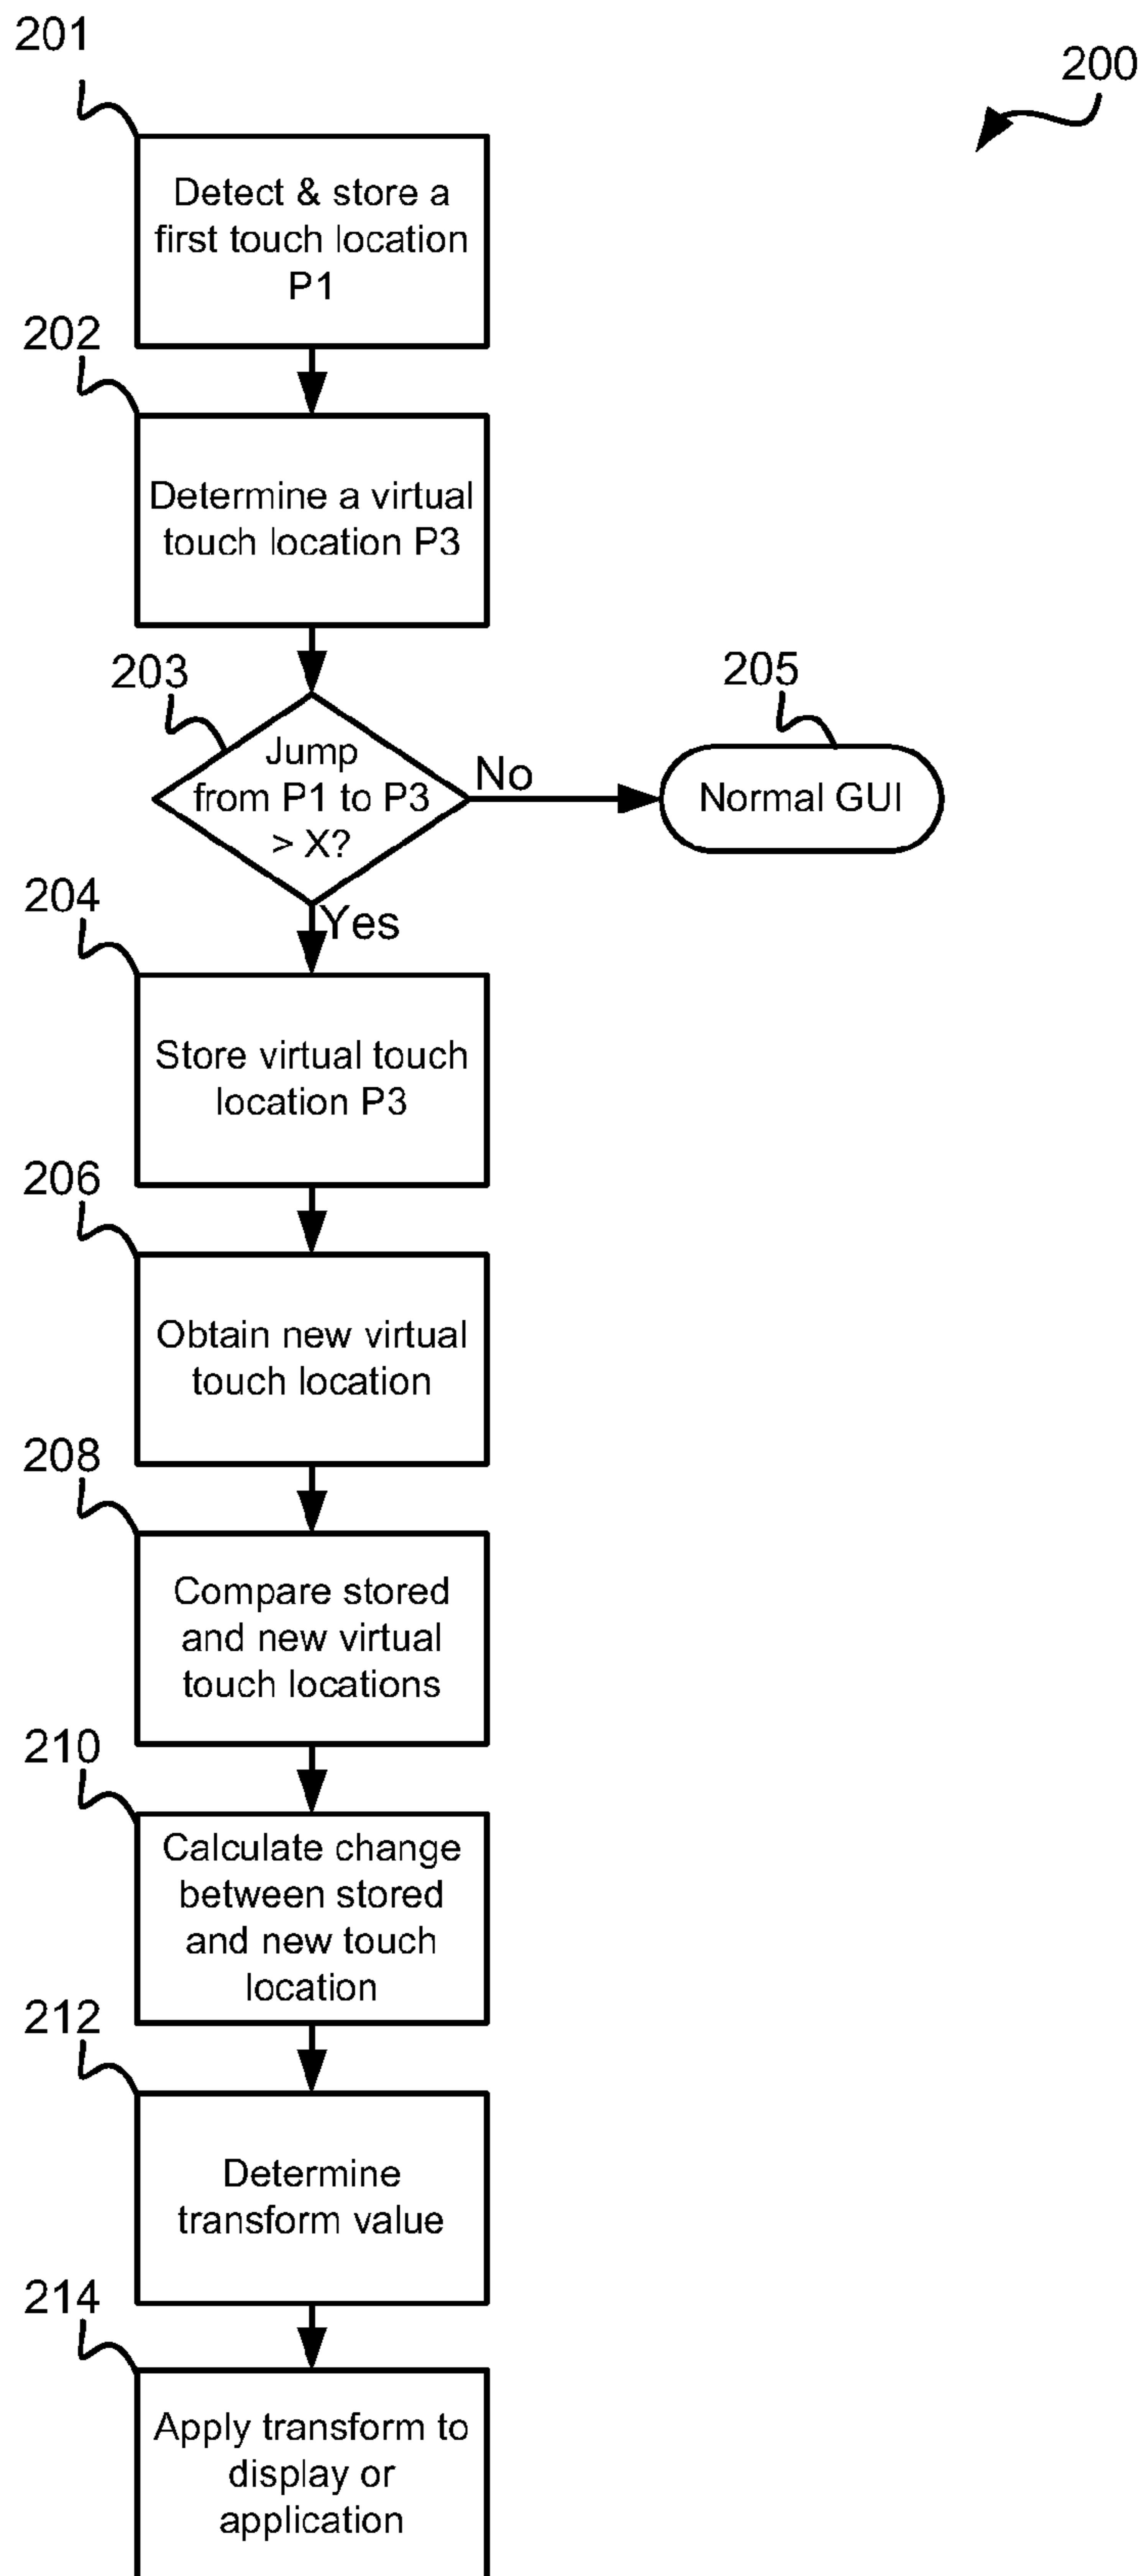 201
200
Detect & store a
first touch location
P1
202
Determine a virtual
touch location P3
203
Jump
from P1 to P3
> X?
No
205
Normal GUI
Yes
204
Store virtual touch
location P3
206
Obtain new virtual
touch location
208
Compare stored
and new virtual
touch locations
210
Calculate change
between stored
and new touch
location
212
Determine
transform value
214
Apply transform to
display or
application